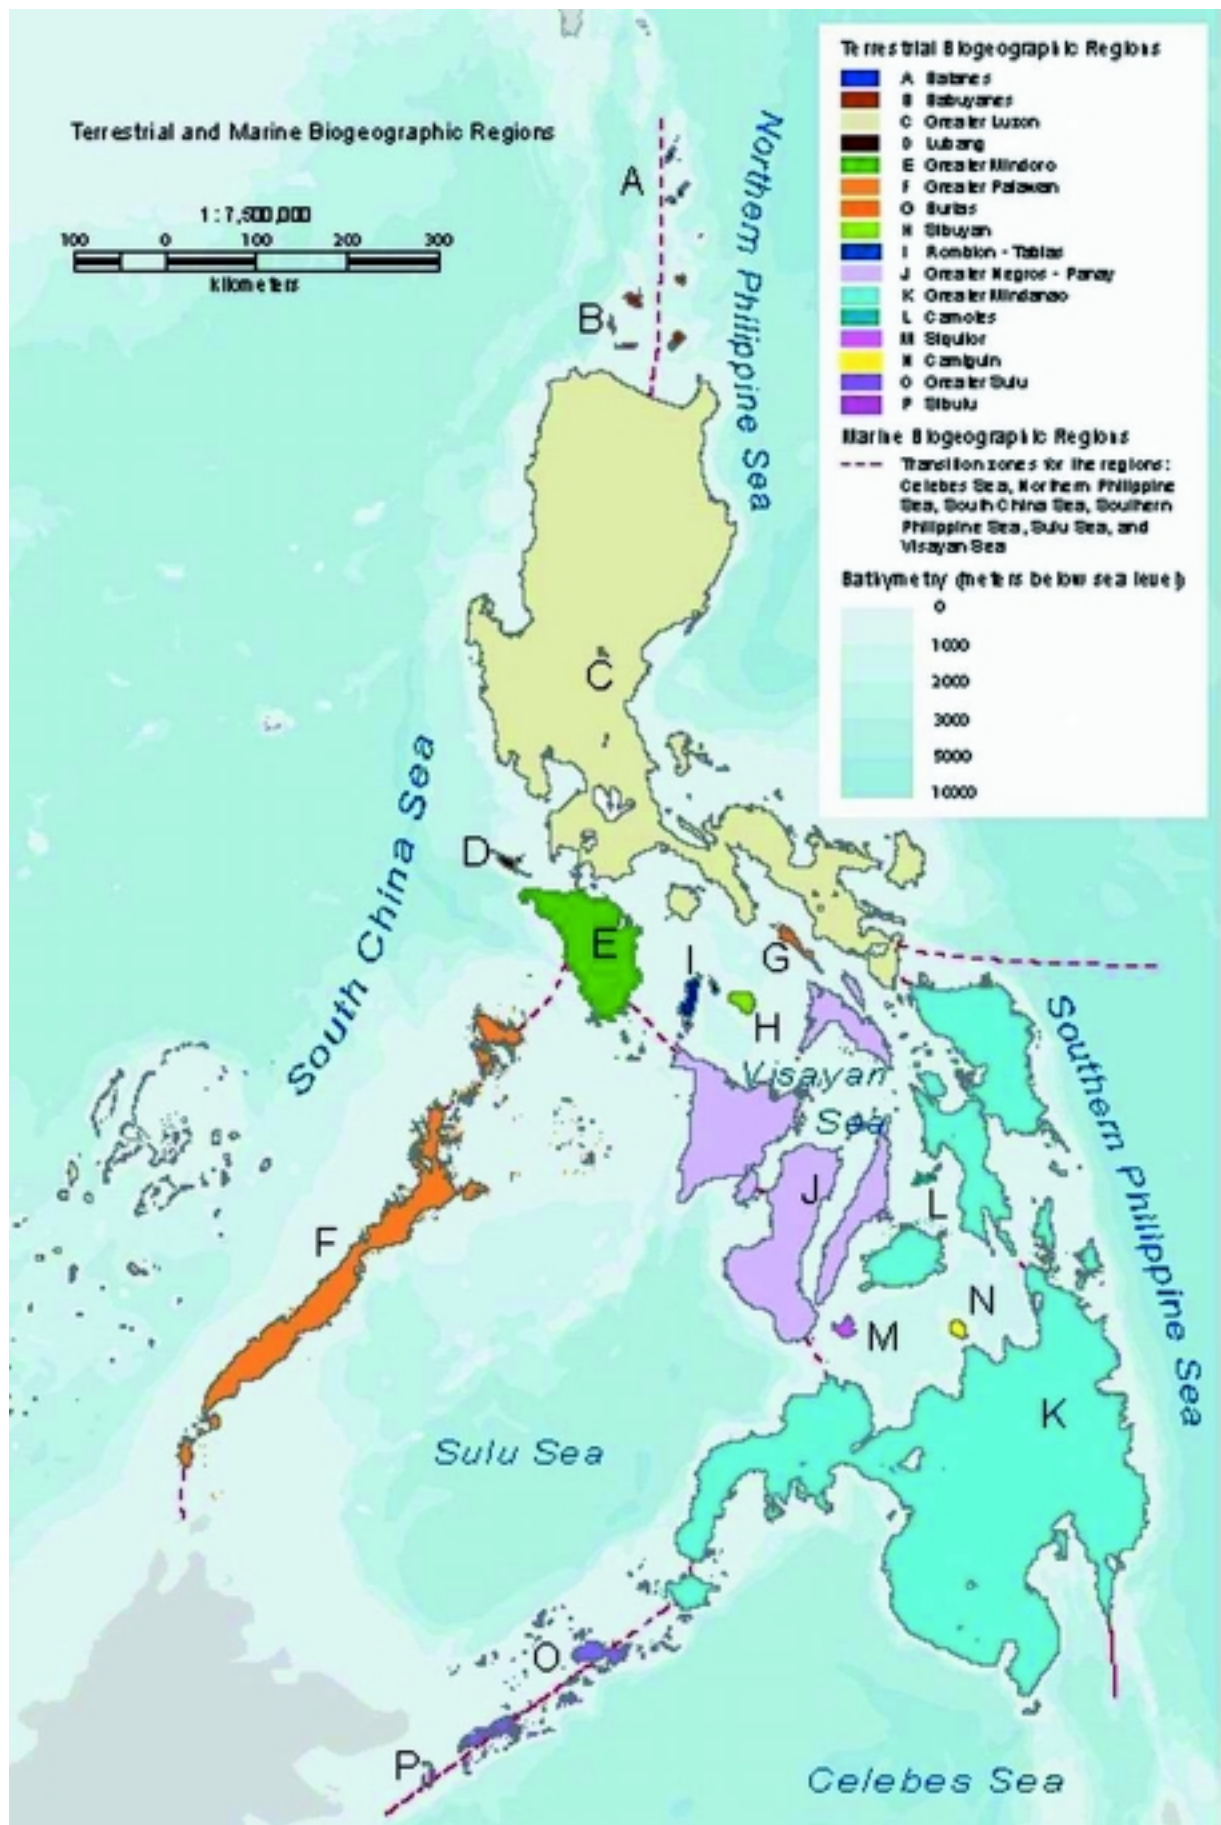 Terrestrial and Marine Biogeographic Regions
1 : 7,500,000
100 0 100 200 300
kilometers
Terrestrial Biogeographic Regions
A Batanes
B Babuyanes
C Greater Luzon
D Lubang
E Greater Mindoro
F Greater Palawan
G Burias
H Sibuyan
I Romblon - Tablas
J Greater Negros - Panay
K Greater Mindanao
L Camotes
M Siquijor
N Camiguin
O Greater Sulu
P Sibutu
Marine Biogeographic Regions
Transition zones for the regions:
Celebes Sea, Northern Philippine
Sea, South China Sea, Southern
Philippine Sea, Sulu Sea, and
Visayan Sea
Bathymetry (meters below sea level)
0
1000
2000
3000
5000
10000
A
B
Northern Philippine Sea
C
South China Sea
D
E
I
G
H
Visayan
Sea
Southern Philippine Sea
F
J
L
M
N
K
Sulu Sea
O
P
Celebes Sea